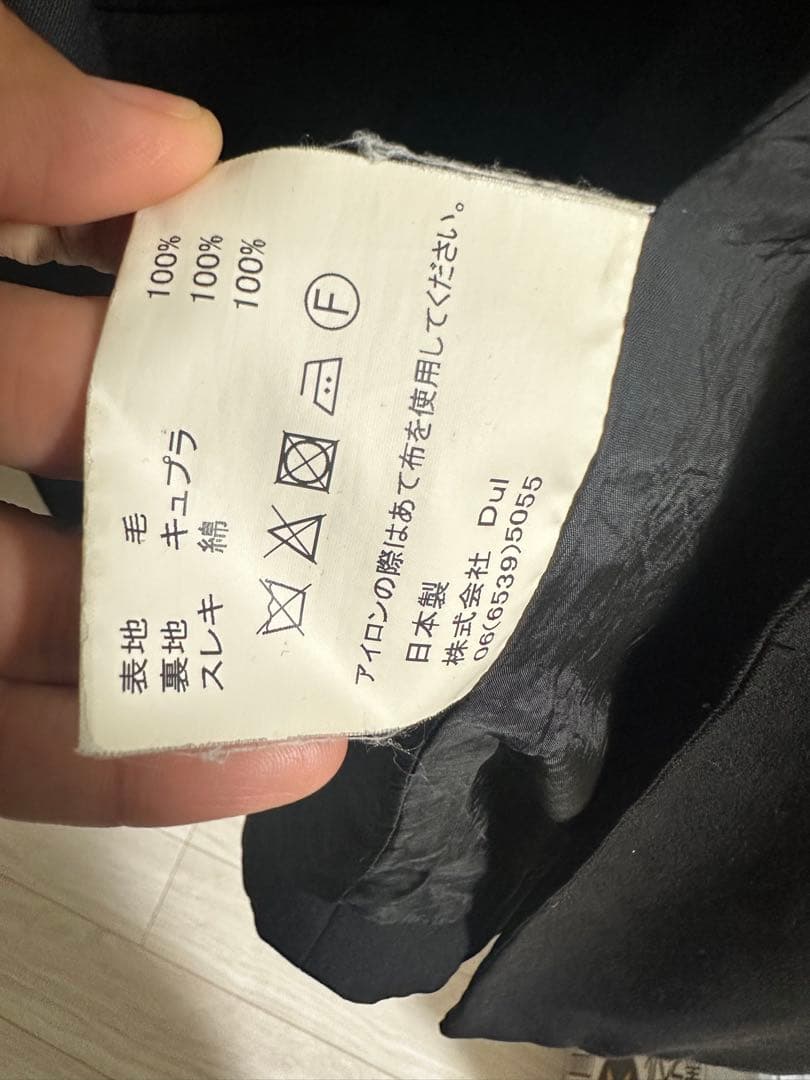 表地 毛 100%
裏地 キュプラ 100%
スレキ 綿 100%
F
アイロンの際はあて布を使用してください。
日本製
株式会社 Dul
06(6539)5055